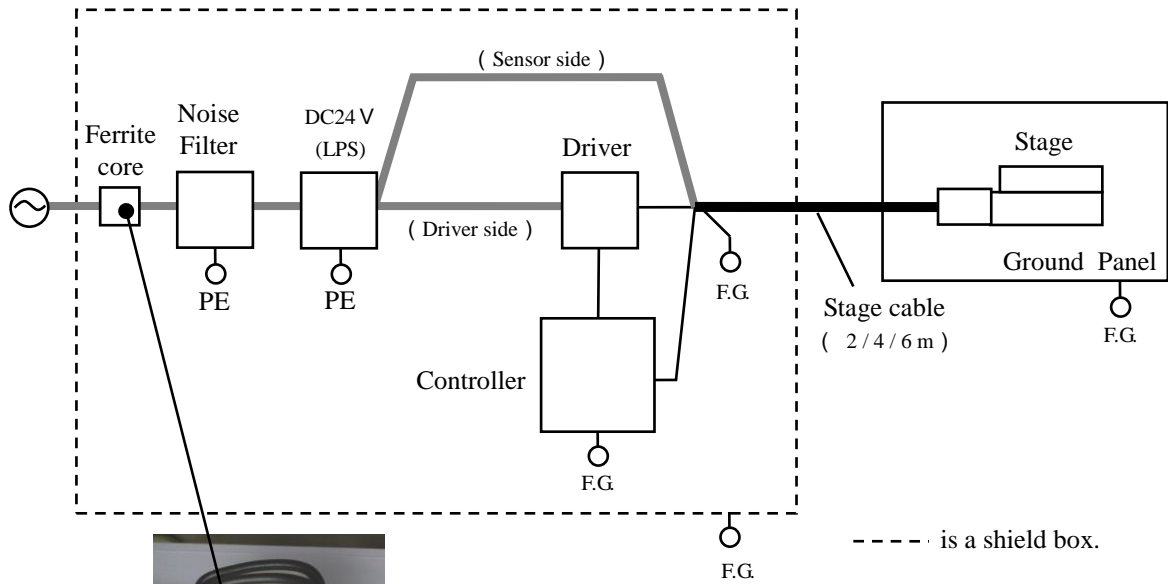 ( Sensor side )
Noise
Filter
DC24V
(LPS)
Ferrite
core
Driver
Stage
( Driver side )
PE
PE
F.G.
Ground Panel
Stage cable
( 2 / 4 / 6 m )
F.G.
Controller
F.G.
F.G.
is a shield box.